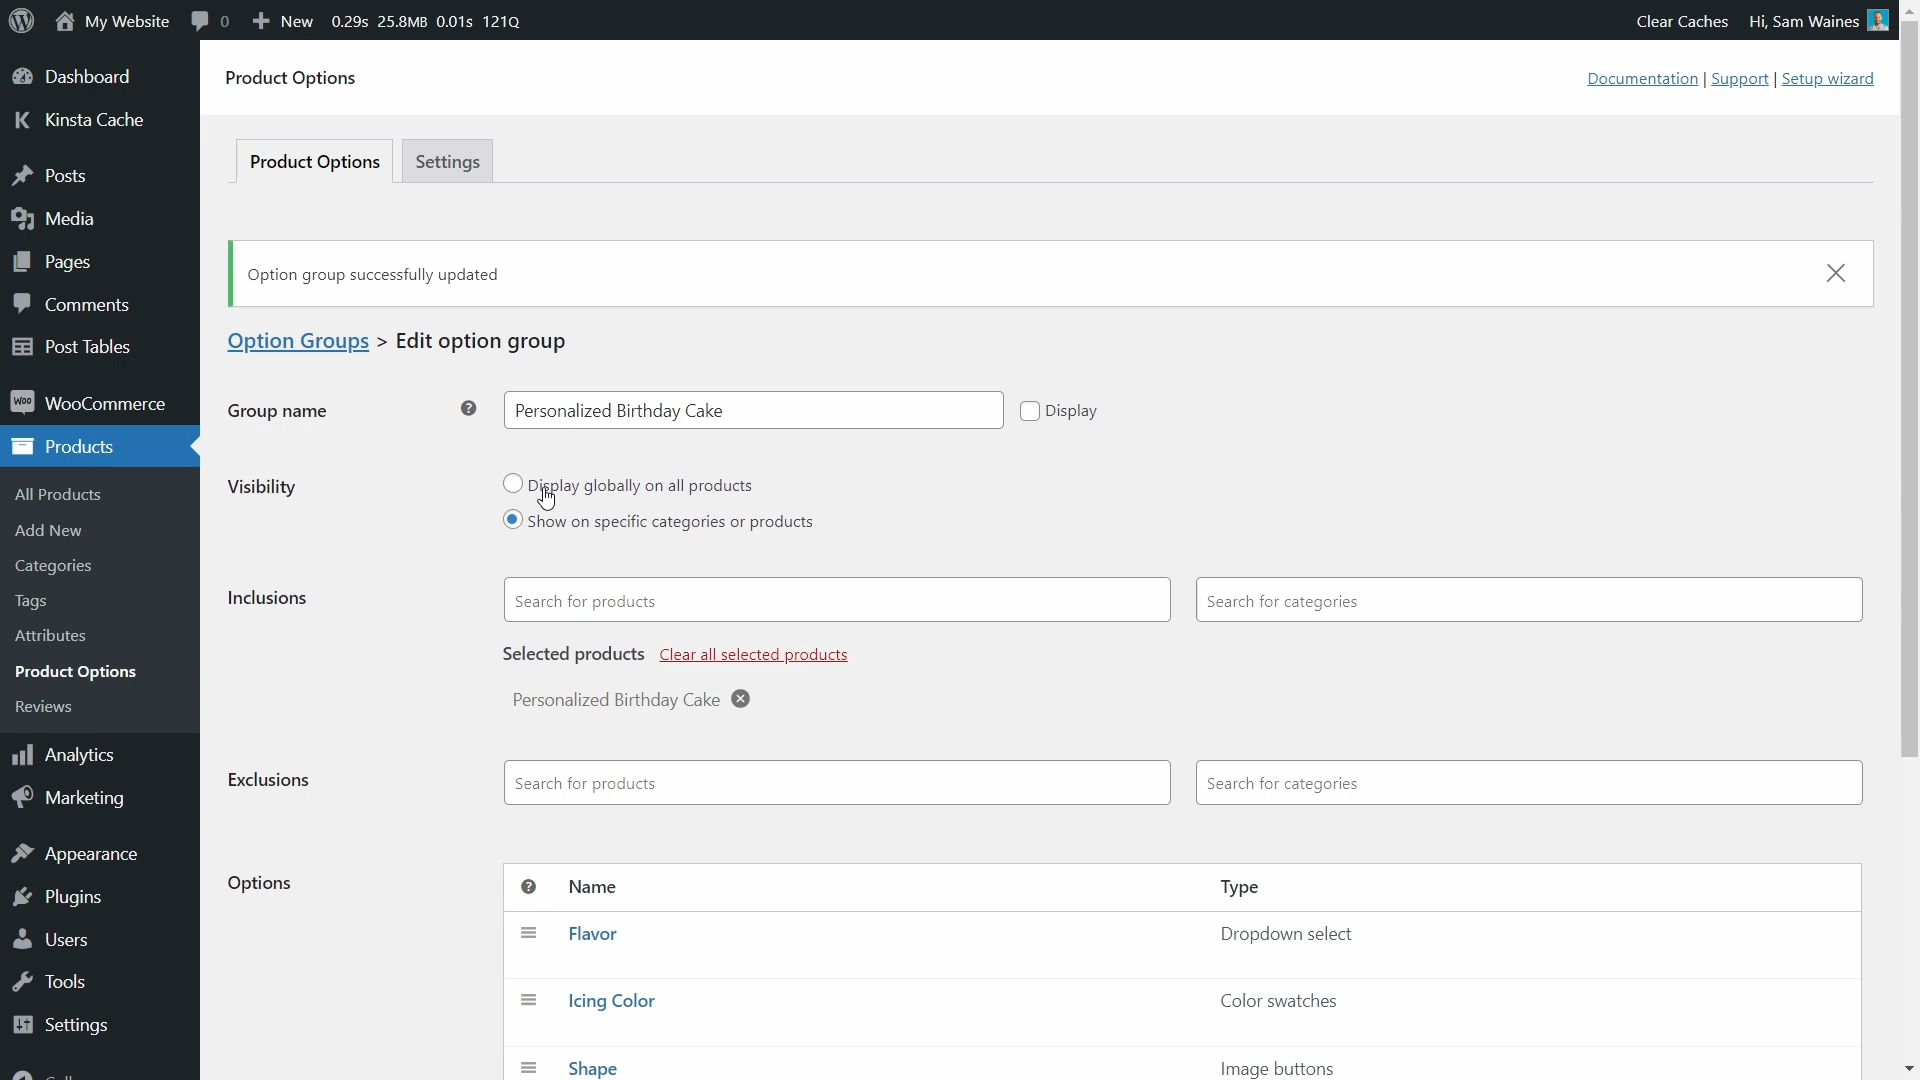 My Website 0 New 0.29s 25.8MB 0.01s 121Q Clear Caches Hi, Sam Waines
Dashboard
Kinsta Cache
Posts
Media
Pages
Comments
Post Tables
WooCommerce
Products
All Products
Add New
Categories
Tags
Attributes
Product Options
Reviews
Analytics
Marketing
Appearance
Plugins
Users
Tools
Settings
Product Options
Documentation | Support | Setup wizard
Product Options Settings
Option group successfully updated
Option Groups > Edit option group
Group name ? Personalized Birthday Cake Display
Visibility Display globally on all products
Show on specific categories or products
Inclusions Search for products Search for categories
Selected products Clear all selected products
Personalized Birthday Cake
Exclusions Search for products Search for categories
Options ? Name Type
Flavor Dropdown select
Icing Color Color swatches
Shape Image buttons